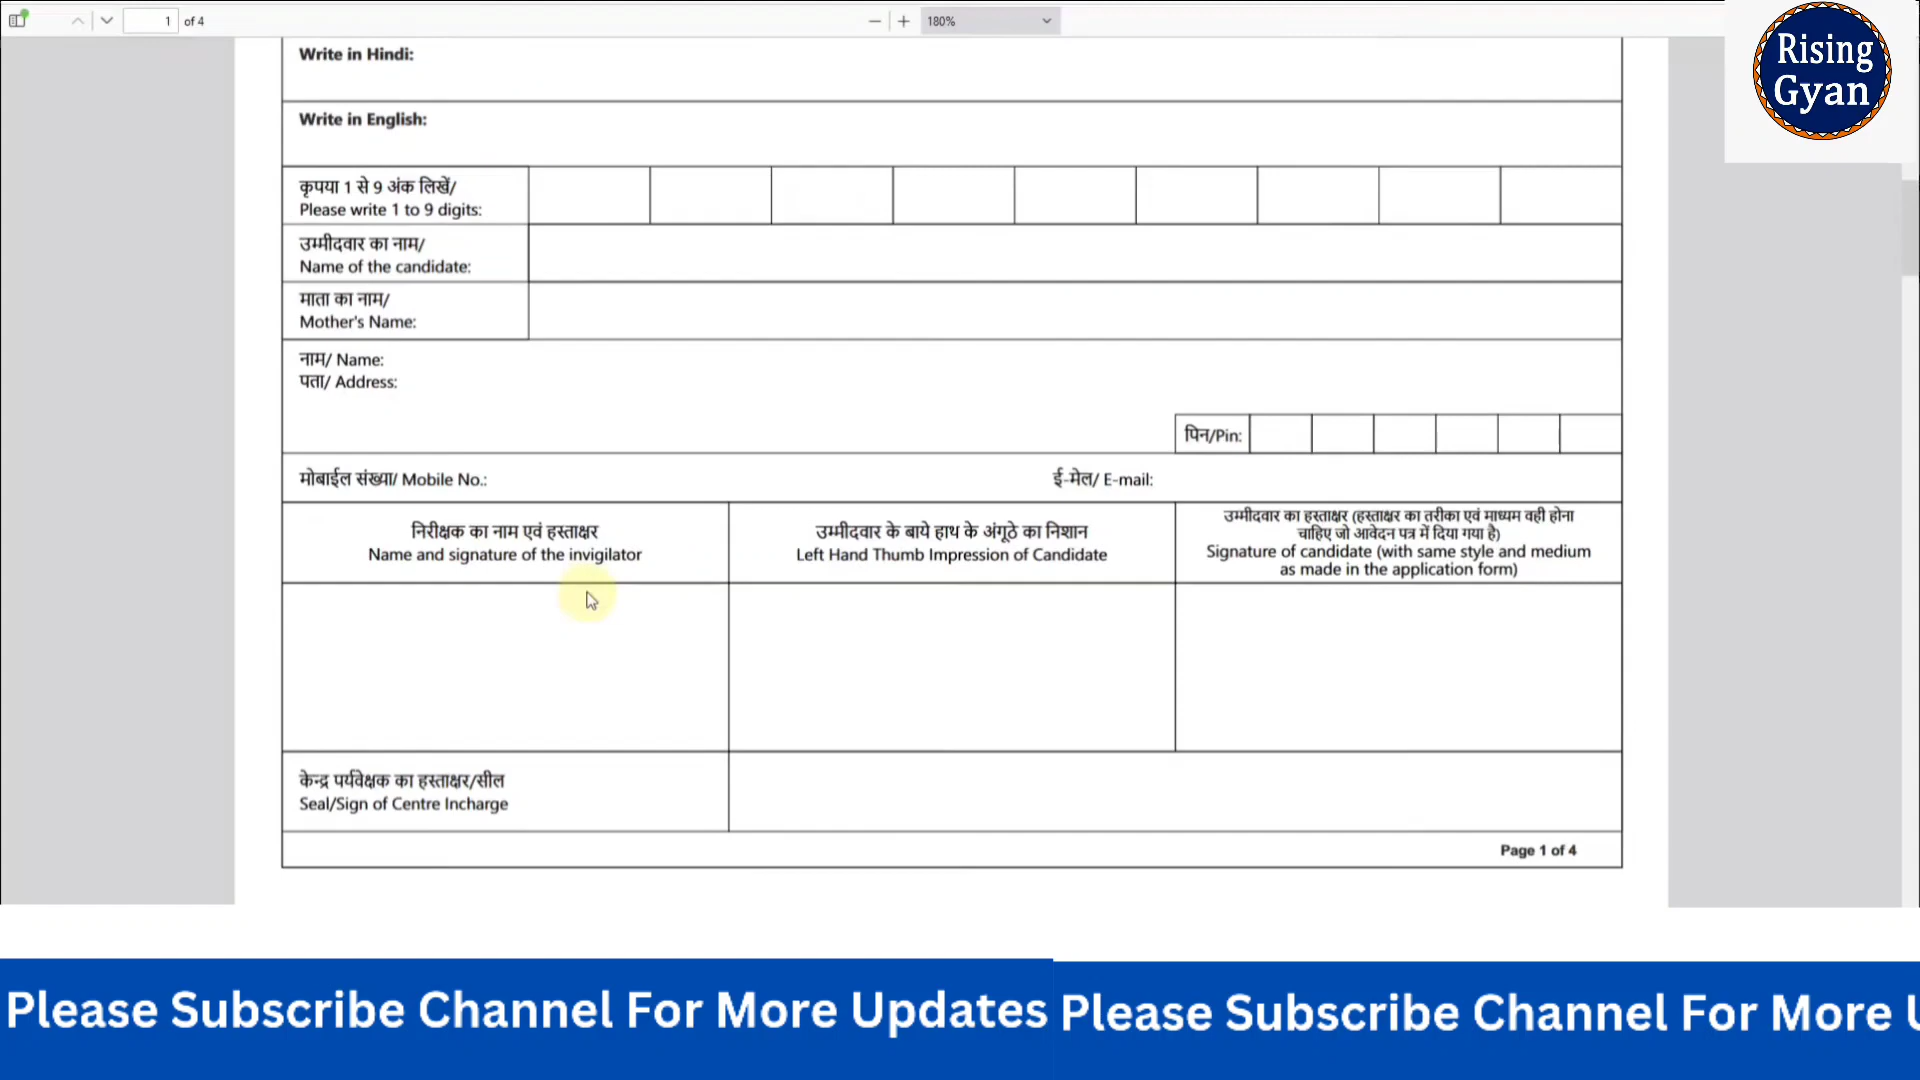 1 of 4
180%
Rising
Gyan
Write in Hindi:
Write in English:
कृपया 1 से 9 अंक लिखें/
Please write 1 to 9 digits:
उम्मीदवार का नाम/
Name of the candidate:
माता का नाम/
Mother's Name:
नाम/ Name:
पता/ Address:
पिन/Pin:
मोबाईल संख्या/ Mobile No.:
ई-मेल/ E-mail:
निरीक्षक का नाम एवं हस्ताक्षर
Name and signature of the invigilator
उम्मीदवार के बाये हाथ के अंगूठे का निशान
Left Hand Thumb Impression of Candidate
उम्मीदवार का हस्ताक्षर (हस्ताक्षर का तरीका एवं माध्यम वही होना
चाहिए जो आवेदन पत्र में दिया गया है)
Signature of candidate (with same style and medium
as made in the application form)
केन्द्र पर्यवेक्षक का हस्ताक्षर/सील
Seal/Sign of Centre Incharge
Page 1 of 4
Please Subscribe Channel For More Updates
Please Subscribe Channel For More U